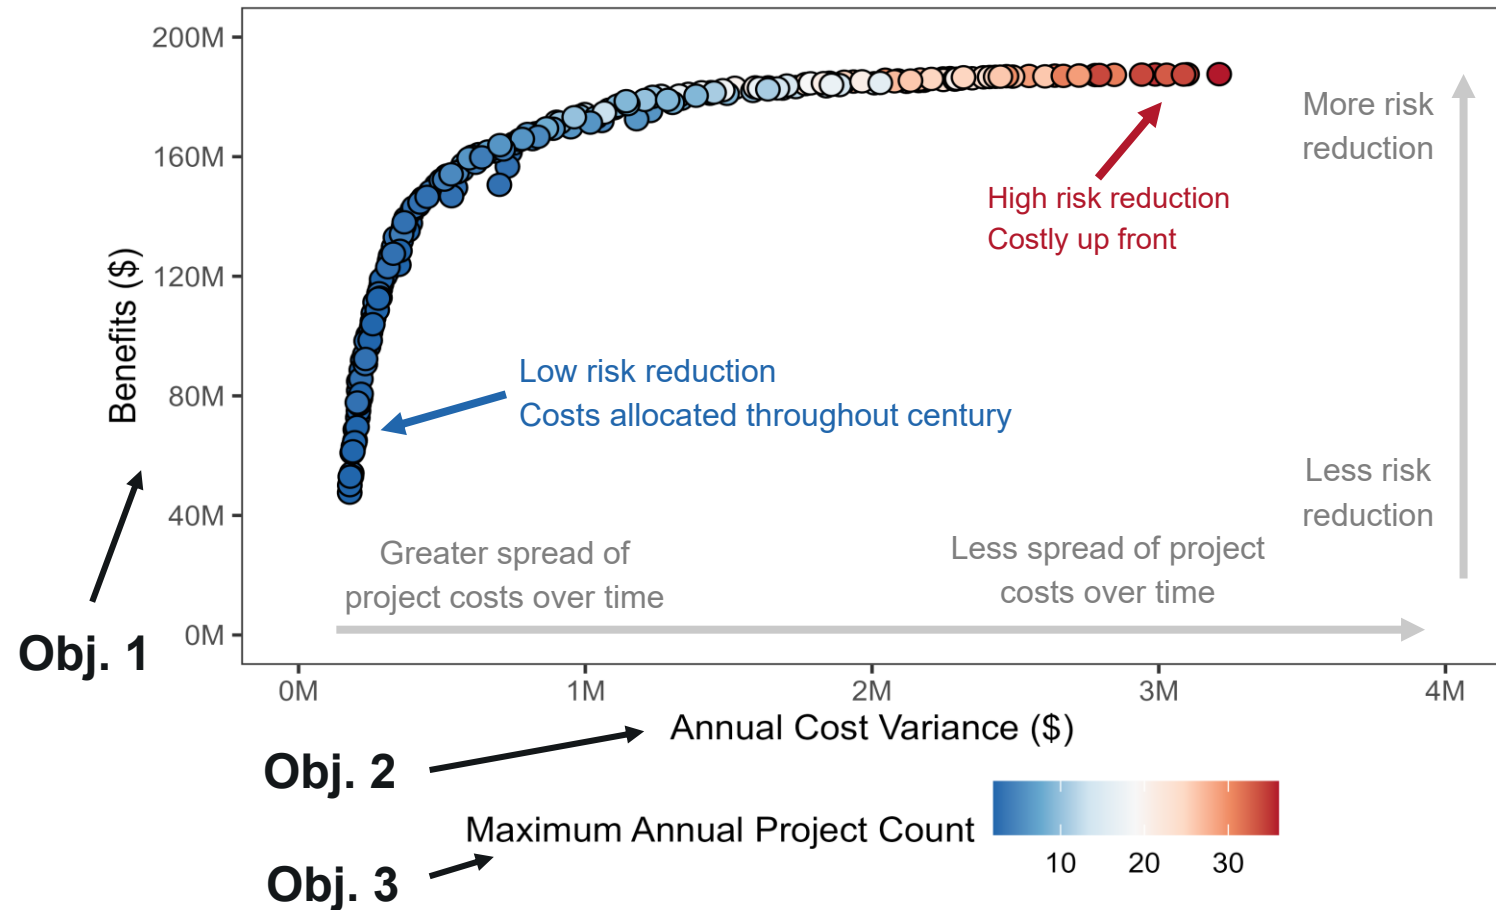 200M
160M
120M
80M
40M
0M
Benefits ($)
More risk
reduction
High risk reduction
Costly up front
Low risk reduction
Costs allocated throughout century
Less risk
reduction
Greater spread of
project costs over time
Less spread of project
costs over time
Obj. 1
0M
1M
2M
3M
4M
Annual Cost Variance ($)
Obj. 2
Maximum Annual Project Count
10
20
30
Obj. 3